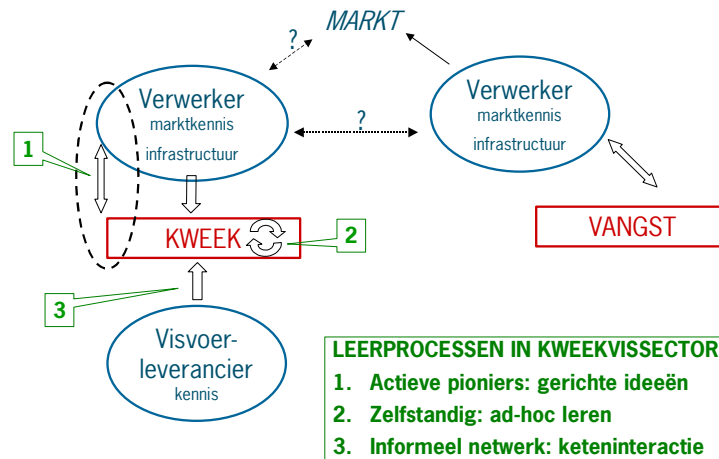 MARKT
?
Verwerker
marktkennis
infrastructuur
?
Verwerker
marktkennis
infrastructuur
1
KWEEK
2
VANGST
3
Visvoer-
leverancier
kennis
LEERPROCESSEN IN KWEEKVISSECTOR
1. Actieve pioniers: gerichte ideeën
2. Zelfstandig: ad-hoc leren
3. Informeel netwerk: keteninteractie